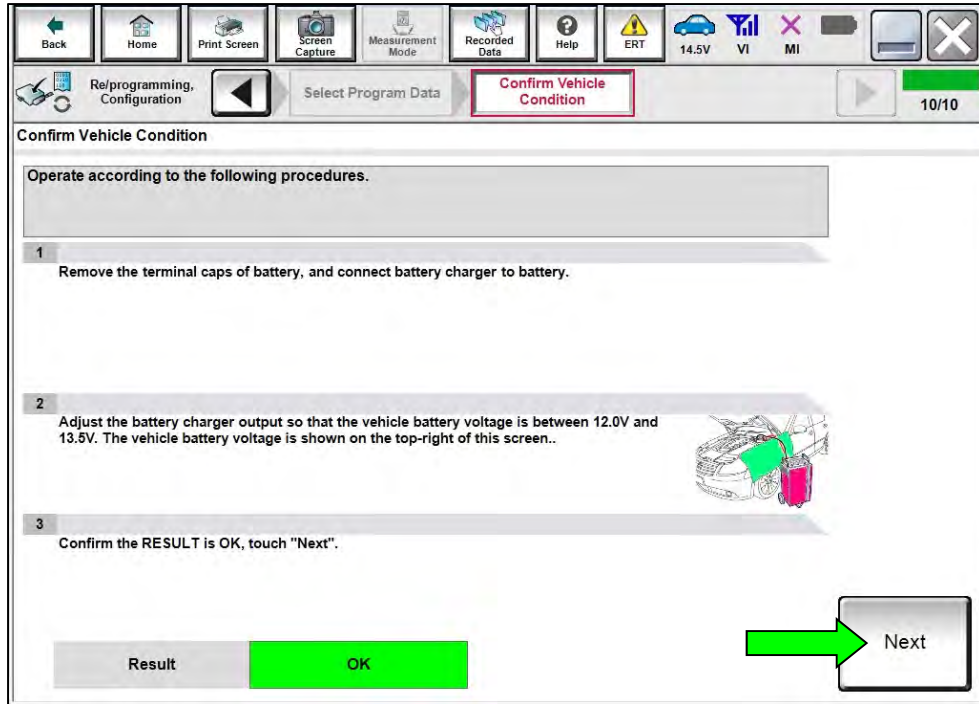 Back
Home
Print Screen
Screen
Capture
Measurement
Mode
Recorded
Data
Help
ERT
14.5V
VI
MI
Re/programming,
Configuration
Select Program Data
Confirm Vehicle
Condition
10/10
Confirm Vehicle Condition
Operate according to the following procedures.
1
Remove the terminal caps of battery, and connect battery charger to battery.
2
Adjust the battery charger output so that the vehicle battery voltage is between 12.0V and
13.5V. The vehicle battery voltage is shown on the top-right of this screen..
3
Confirm the RESULT is OK, touch "Next".
Result
OK
Next